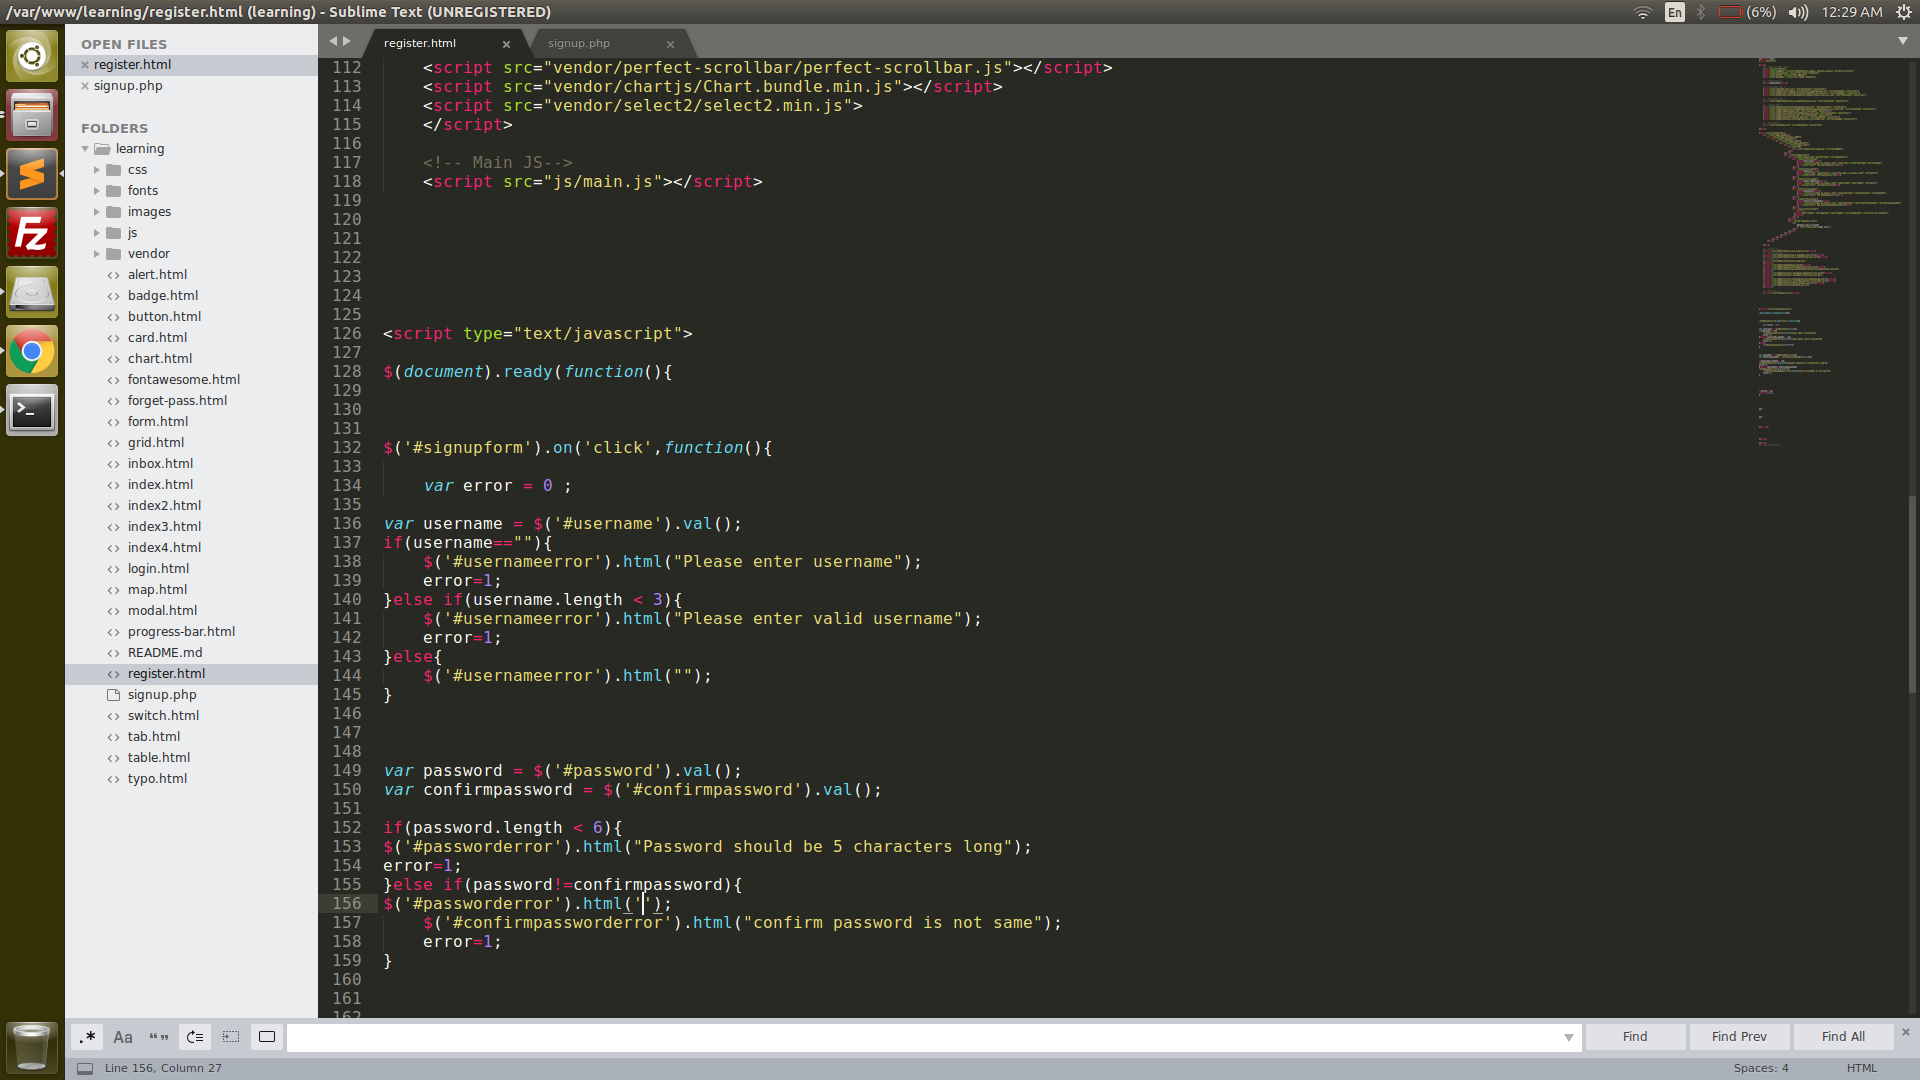 /var/www/learning/register.html (learning) - Sublime Text (UNREGISTERED)
En
(6%)
12:29 AM
OPEN FILES
register.html
signup.php
FOLDERS
learning
css
fonts
images
js
vendor
alert.html
badge.html
button.html
card.html
chart.html
fontawesome.html
forget-pass.html
form.html
grid.html
inbox.html
index.html
index2.html
index3.html
index4.html
login.html
map.html
modal.html
progress-bar.html
README.md
register.html
signup.php
switch.html
tab.html
table.html
typo.html
register.html
signup.php
112 <script src="vendor/perfect-scrollbar/perfect-scrollbar.js"></script>
113 <script src="vendor/chartjs/Chart.bundle.min.js"></script>
114 <script src="vendor/select2/select2.min.js">
115 </script>
116
117 <!-- Main JS-->
118 <script src="js/main.js"></script>
119
120
121
122
123
124
125
126 <script type="text/javascript">
127
128 $(document).ready(function(){
129
130
131
132 $('#signupform').on('click',function(){
133
134 var error = 0 ;
135
136 var username = $('#username').val();
137 if(username==""){
138 $('#usernameerror').html("Please enter username");
139 error=1;
140 }else if(username.length < 3){
141 $('#usernameerror').html("Please enter valid username");
142 error=1;
143 }else{
144 $('#usernameerror').html("");
145 }
146
147
148
149 var password = $('#password').val();
150 var confirmpassword = $('#confirmpassword').val();
151
152 if(password.length < 6){
153 $('#passworderror').html("Password should be 5 characters long");
154 error=1;
155 }else if(password!=confirmpassword){
156 $('#passworderror').html('');
157 $('#confirmpassworderror').html("confirm password is not same");
158 error=1;
159 }
160
161
162
.* Aa “”
Find
Find Prev
Find All
Line 156, Column 27
Spaces: 4
HTML